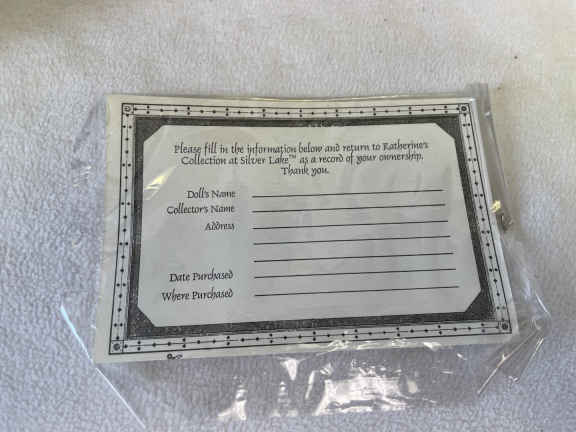 Please fill in the information below and return to Katherine's
Collection at Silver Lake™ as a record of your ownership.
Thank you.
Doll's Name
Collector's Name
Address
Date Purchased
Where Purchased